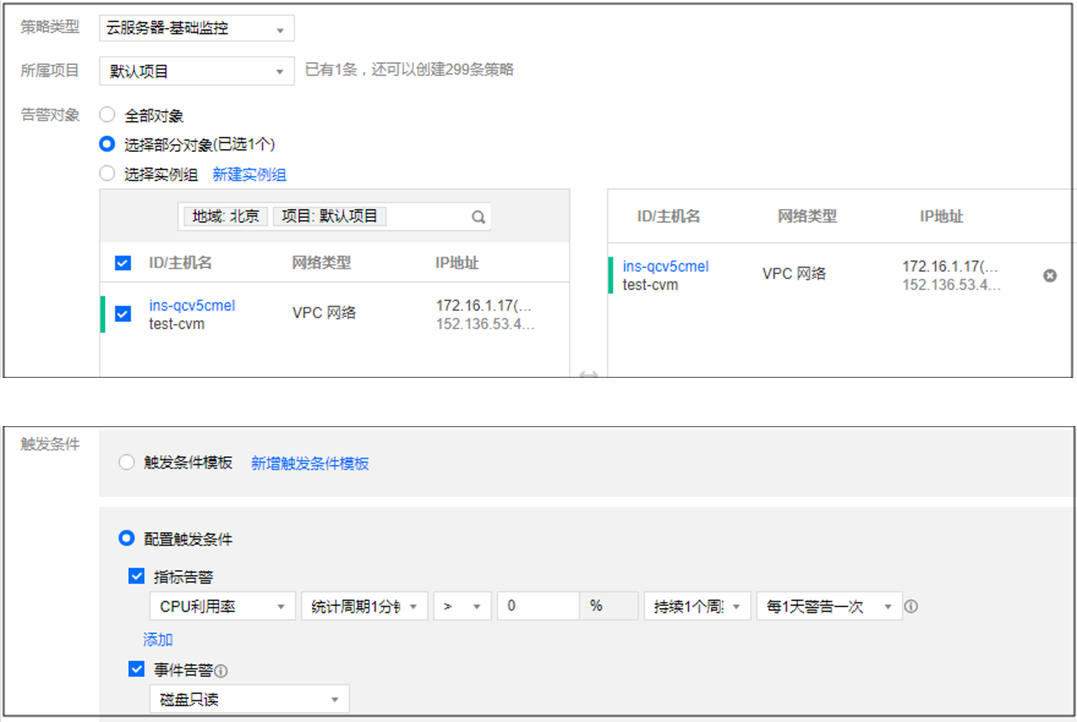 策略类型 云服务器-基础监控
所属项目 默认项目 已有1条，还可以创建299条策略
告警对象 全部对象
选择部分对象(已选1个)
选择实例组 新建实例组
地域: 北京 项目: 默认项目
ID/主机名 网络类型 IP地址
ins-qcv5cmel VPC 网络 172.16.1.17(...
test-cvm 152.136.53.4...
ID/主机名 网络类型 IP地址
ins-qcv5cmel VPC 网络 172.16.1.17(...
test-cvm 152.136.53.4...
触发条件
触发条件模板 新增触发条件模板
配置触发条件
指标告警
CPU利用率 统计周期1分 > 0 % 持续1个周 每1天警告一次
添加
事件告警
磁盘只读